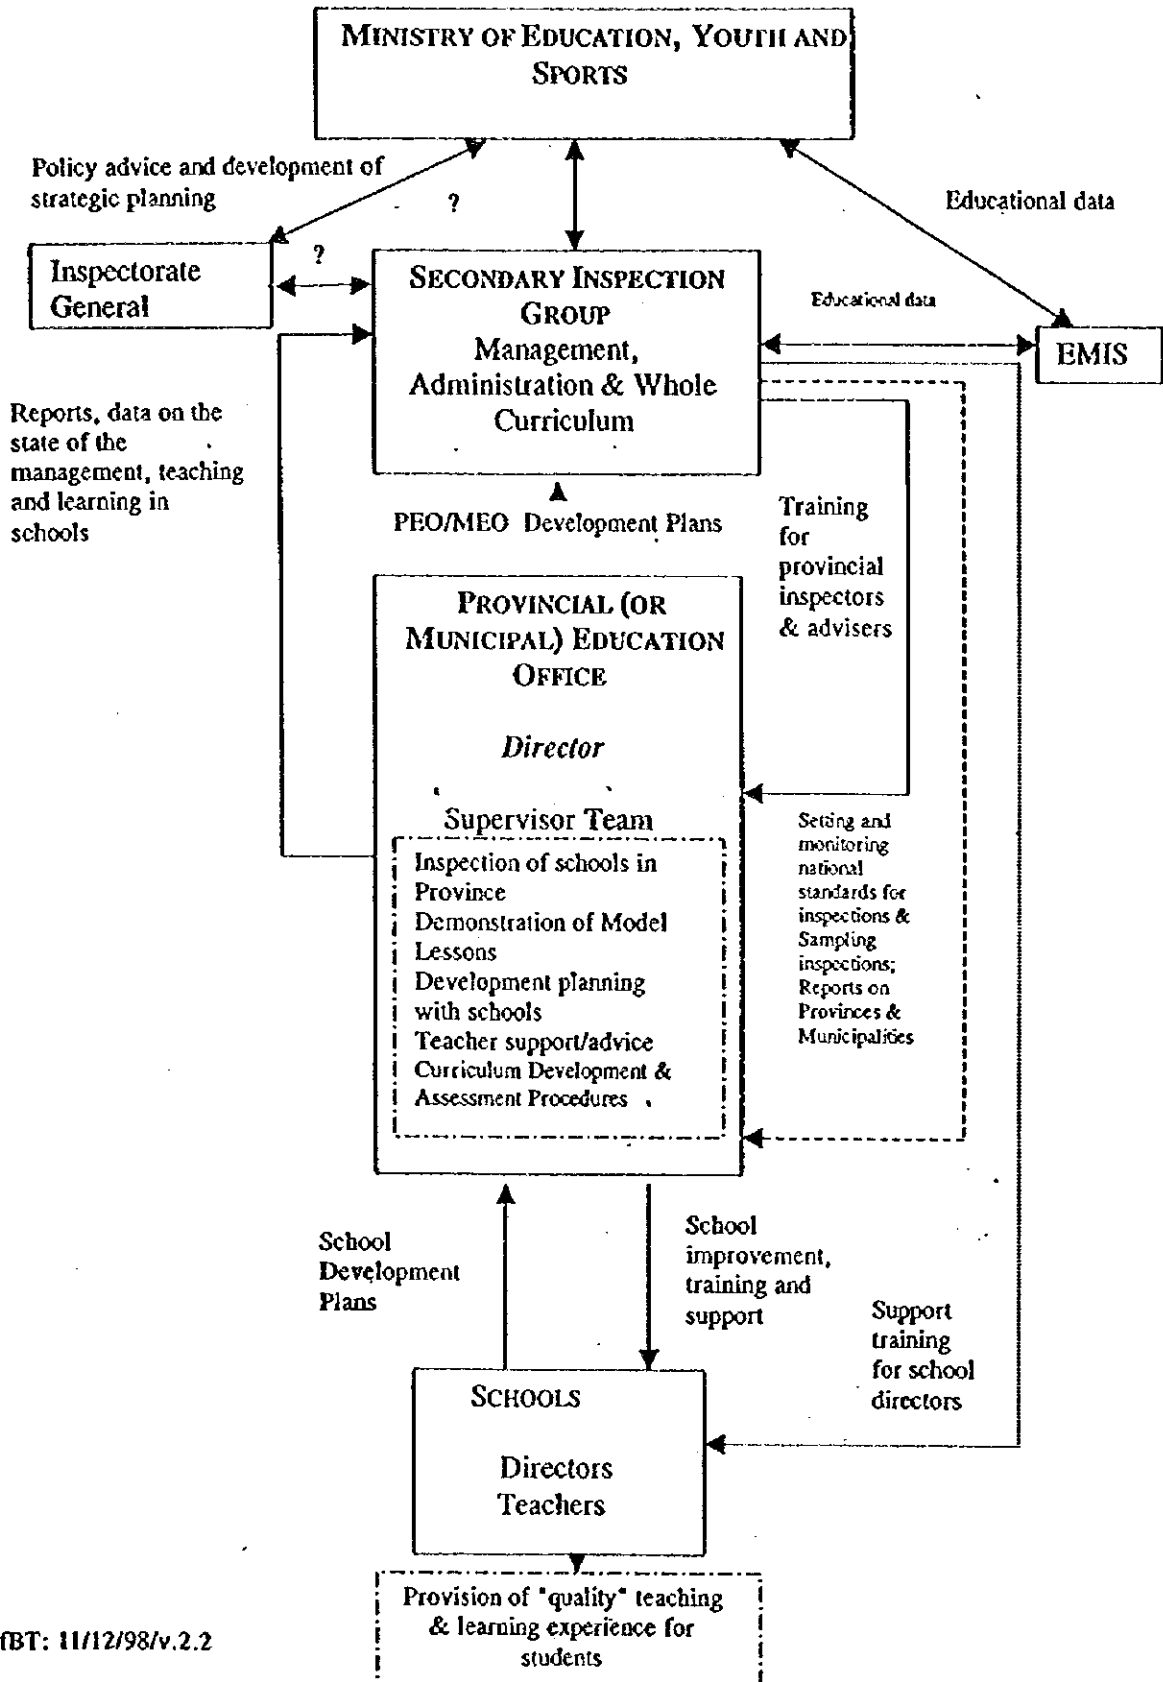 MINISTRY OF EDUCATION, YOUTH AND
SPORTS
Policy advice and development of
strategic planning
?
Educational data
?
Inspectorate
General
SECONDARY INSPECTION
GROUP
Management,
Administration & Whole
Curriculum
Educational data
EMIS
Reports, data on the
state of the
management, teaching
and learning in
schools
PEO/MEO Development Plans
Training
for
provincial
inspectors
& advisers
PROVINCIAL (OR
MUNICIPAL) EDUCATION
OFFICE
Director
Supervisor Team
Inspection of schools in
Province
Demonstration of Model
Lessons
Development planning
with schools
Teacher support/advice
Curriculum Development &
Assessment Procedures
Setting and
monitoring
national
standards for
inspections &
Sampling
inspections;
Reports on
Provinces &
Municipalities
School
Development
Plans
School
improvement,
training and
support
Support
training
for school
directors
SCHOOLS
Directors
Teachers
Provision of "quality" teaching
& learning experience for
students
fBT: 11/12/98/v.2.2